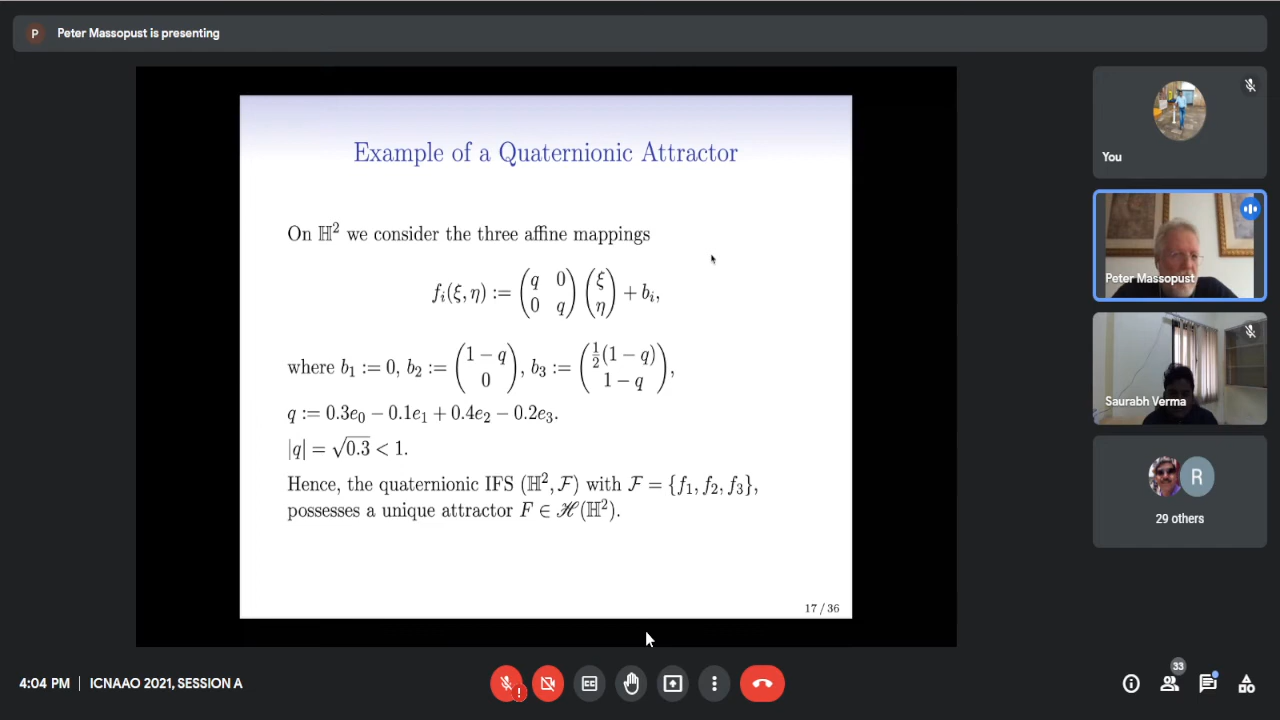 P Peter Massopust is presenting
Example of a Quaternionic Attractor
On ℍ² we consider the three affine mappings
fᵢ(ξ, η) := (q 0; 0 q) (ξ; η) + bᵢ,
where b₁ := 0, b₂ := (1 − q; 0), b₃ := (½(1 − q); 1 − q),
q := 0.3e₀ − 0.1e₁ + 0.4e₂ − 0.2e₃.
|q| = √0.3 < 1.
Hence, the quaternionic IFS (ℍ², ℱ) with ℱ = {f₁, f₂, f₃},
possesses a unique attractor F ∈ ℋ(ℍ²).
17 / 36
You
Peter Massopust
Saurabh Verma
R
29 others
4:04 PM | ICNAAO 2021, SESSION A
CC
33